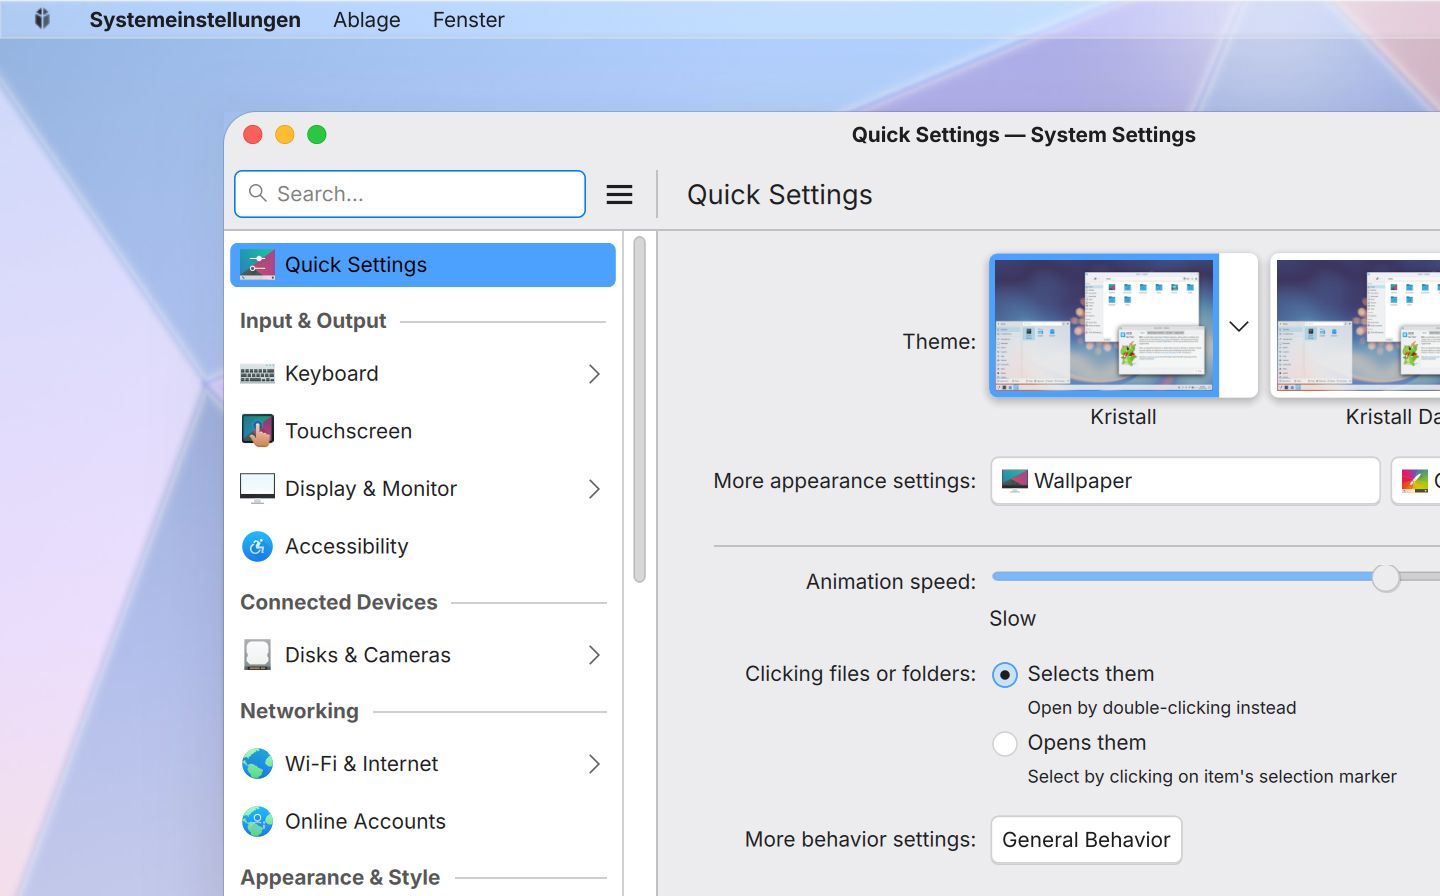 Systemeinstellungen Ablage Fenster
Quick Settings — System Settings
Search...
Quick Settings
Quick Settings
Input & Output
Keyboard
Touchscreen
Display & Monitor
Accessibility
Connected Devices
Disks & Cameras
Networking
Wi-Fi & Internet
Online Accounts
Appearance & Style
Theme:
Kristall
Kristall Da
More appearance settings:
Wallpaper
Animation speed:
Slow
Clicking files or folders:
Selects them
Open by double-clicking instead
Opens them
Select by clicking on item's selection marker
More behavior settings:
General Behavior